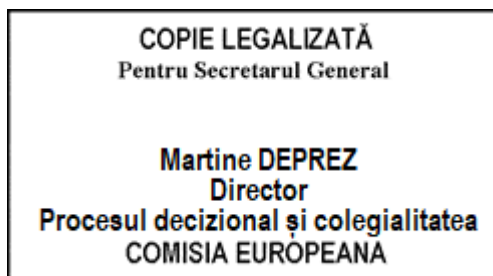 COPIE LEGALIZATĂ
Pentru Secretarul General
Martine DEPREZ
Director
Procesul decizional și colegialitatea
COMISIA EUROPEANA